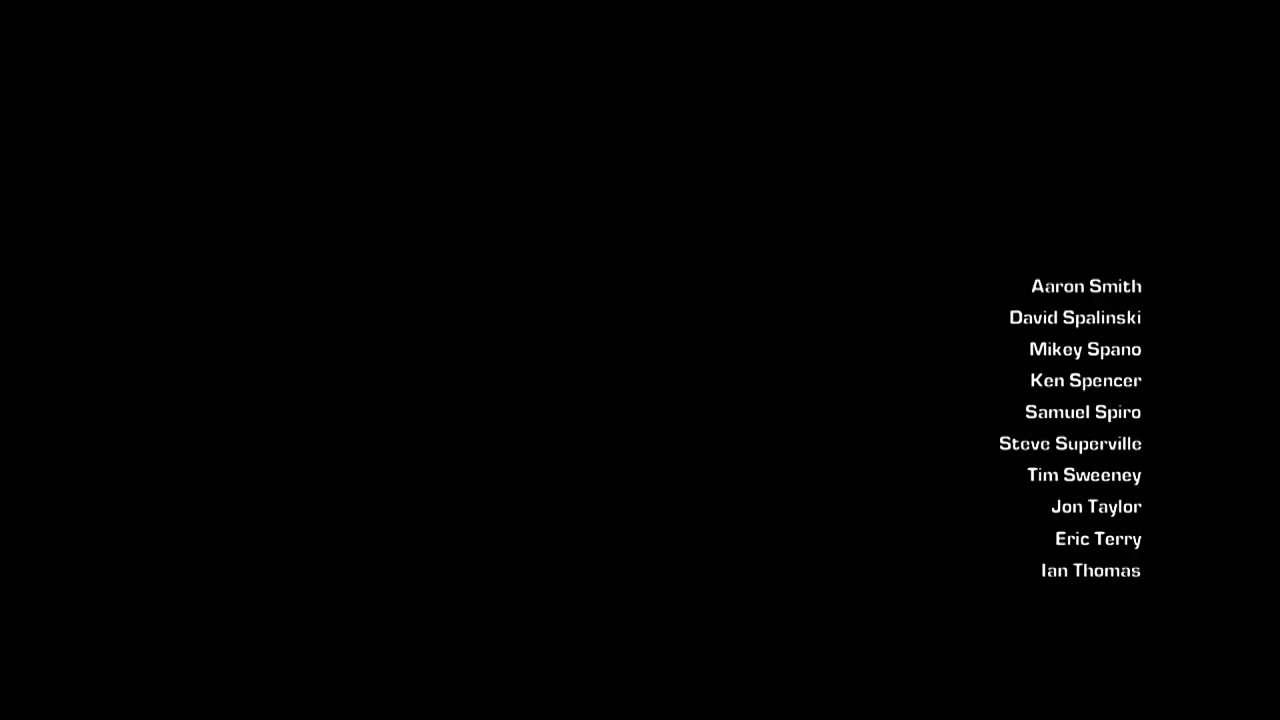 Aaron Smith
David Spalinski
Mikey Spano
Ken Spencer
Samuel Spiro
Steve Superville
Tim Sweeney
Jon Taylor
Eric Terry
Ian Thomas